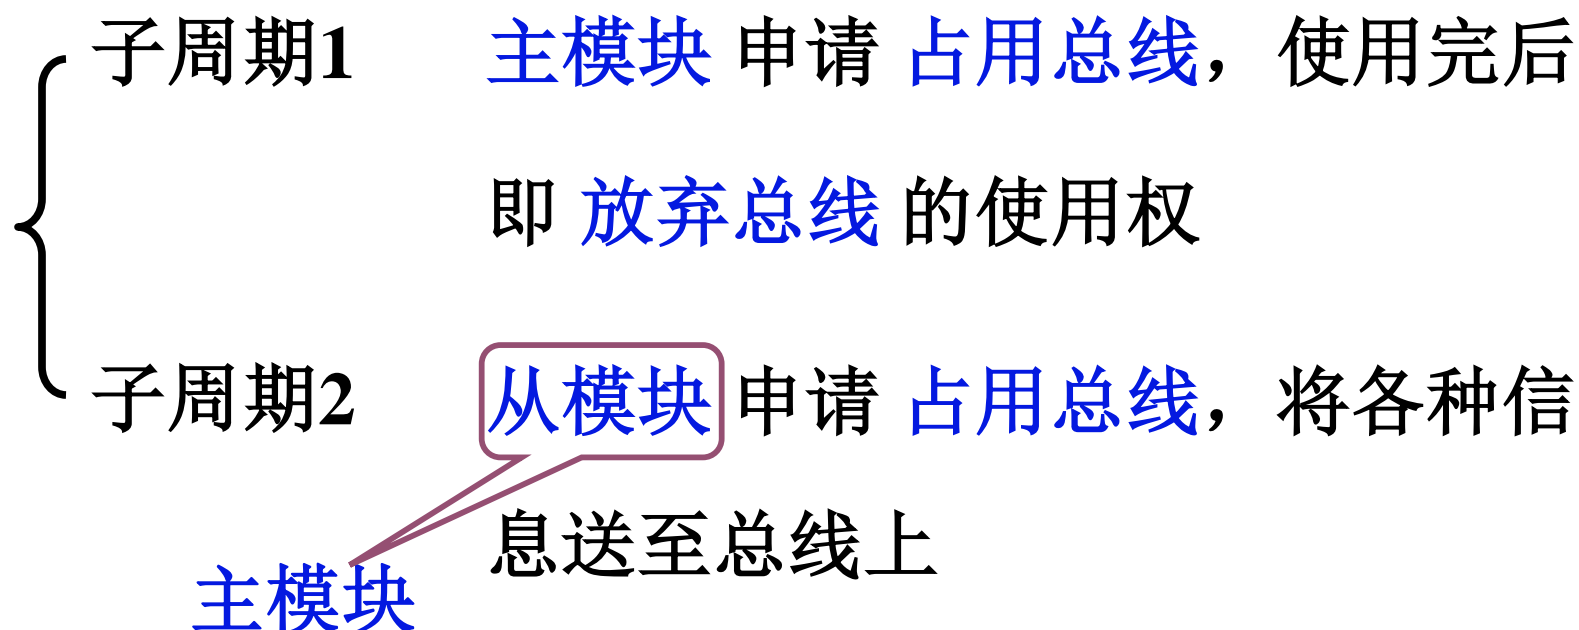 子周期1 主模块 申请 占用总线，使用完后
即 放弃总线 的使用权
子周期2 从模块 申请 占用总线，将各种信
息送至总线上
主模块